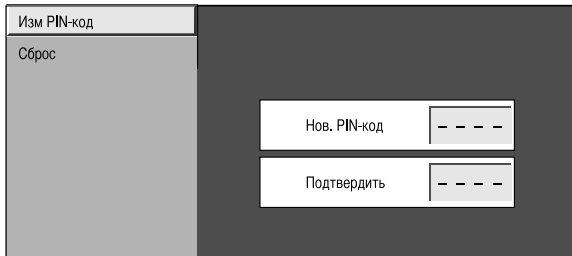 Изм PIN-код
Сброс
Нов. PIN-код
– – – –
Подтвердить
– – – –